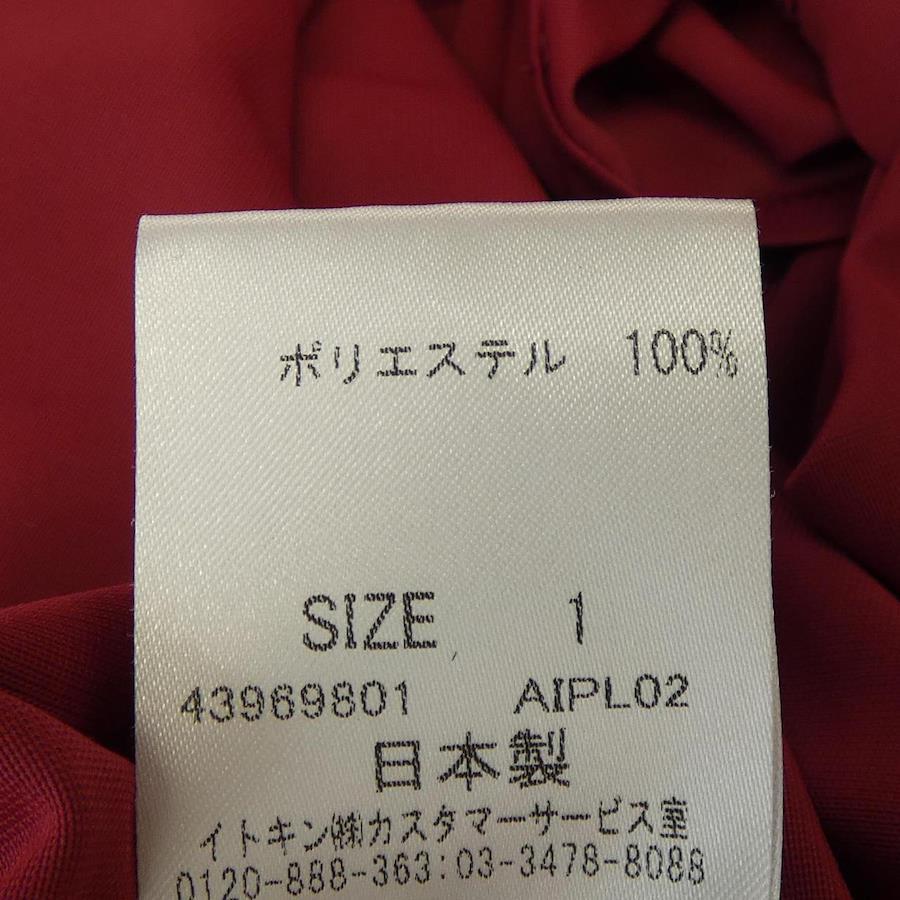 ポリエステル 100%
SIZE 1
43969801 AIPL02
日本製
イトキン㈱カスタマーサービス室
0120-888-363:03-3478-8088